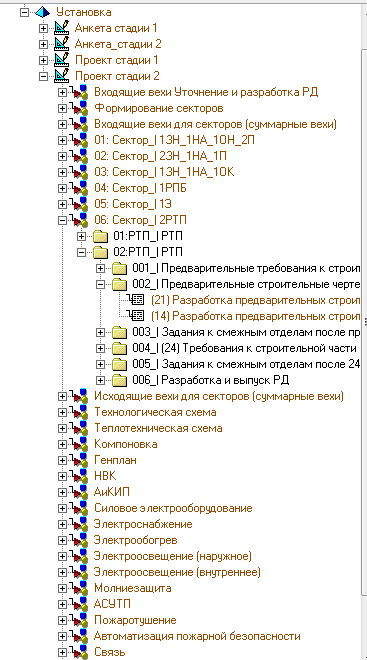 Установка
Анкета стадии 1
Анкета_стадии 2
Проект стадии 1
Проект стадии 2
Входящие вехи Уточнение и разработка РД
Формирование секторов
Входящие вехи для секторов (суммарные вехи)
01: Сектор_| 13Н_1НА_10Н_2П
02: Сектор_| 23Н_1НА_1П
03: Сектор_| 13Н_1НА_10К
04: Сектор_| 1РПБ
05: Сектор_| 1Э
06: Сектор_| 2РТП
01:РТП_| РТП
02:РТП_| РТП
001_| Предварительные требования к строит
002_| Предварительные строительные черте
(21) Разработка предварительных строит
(14) Разработка предварительных строит
003_| Задания к смежным отделам после пр
004_| (24) Требования к строительной части
005_| Задания к смежным отделам после 24
006_| Разработка и выпуск РД
Исходящие вехи для секторов (суммарные вехи)
Технологическая схема
Теплотехническая схема
Компоновка
Генплан
НВК
АиКИП
Силовое электрооборудование
Электроснабжение
Электрообогрев
Электроосвещение (наружное)
Электроосвещение (внутреннее)
Молниезащита
АСУТП
Пожаротушение
Автоматизация пожарной безопасности
Связь